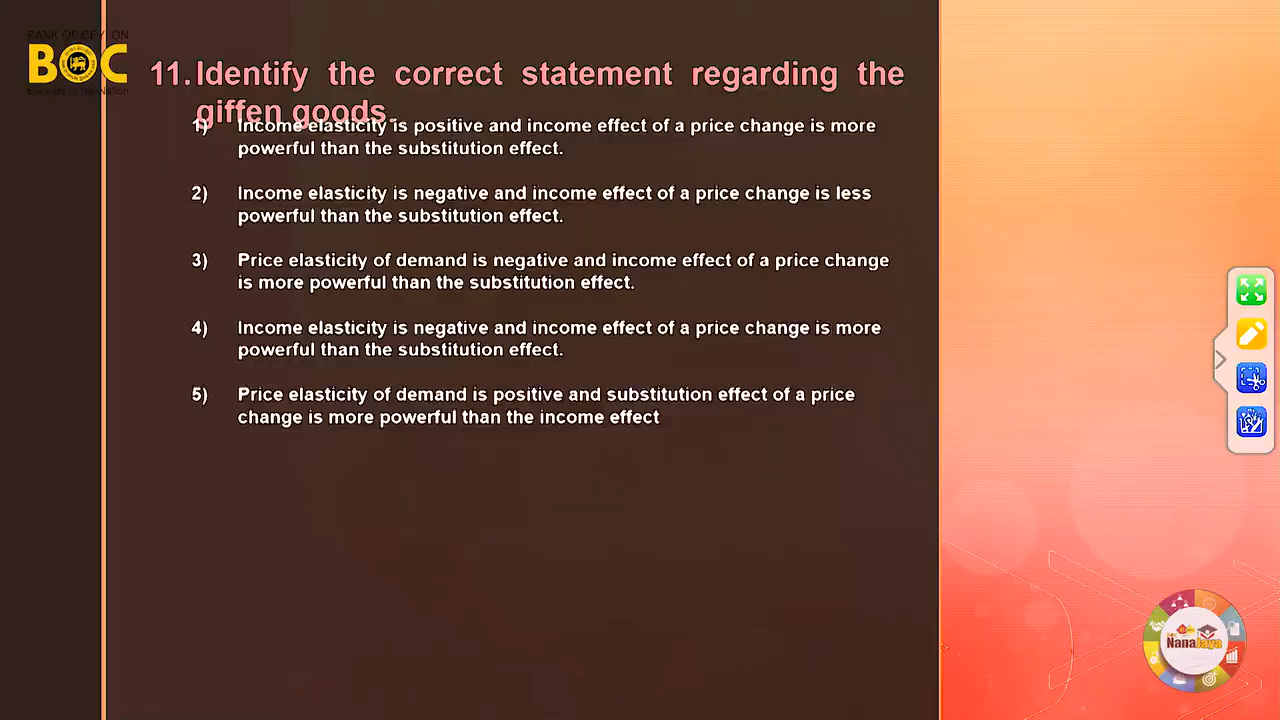 BANK OF CEYLON
BOC
Bankers to the Nation
11. Identify the correct statement regarding the
giffen goods.
1) Income elasticity is positive and income effect of a price change is more
powerful than the substitution effect.
2) Income elasticity is negative and income effect of a price change is less
powerful than the substitution effect.
3) Price elasticity of demand is negative and income effect of a price change
is more powerful than the substitution effect.
4) Income elasticity is negative and income effect of a price change is more
powerful than the substitution effect.
5) Price elasticity of demand is positive and substitution effect of a price
change is more powerful than the income effect
NanaJaya